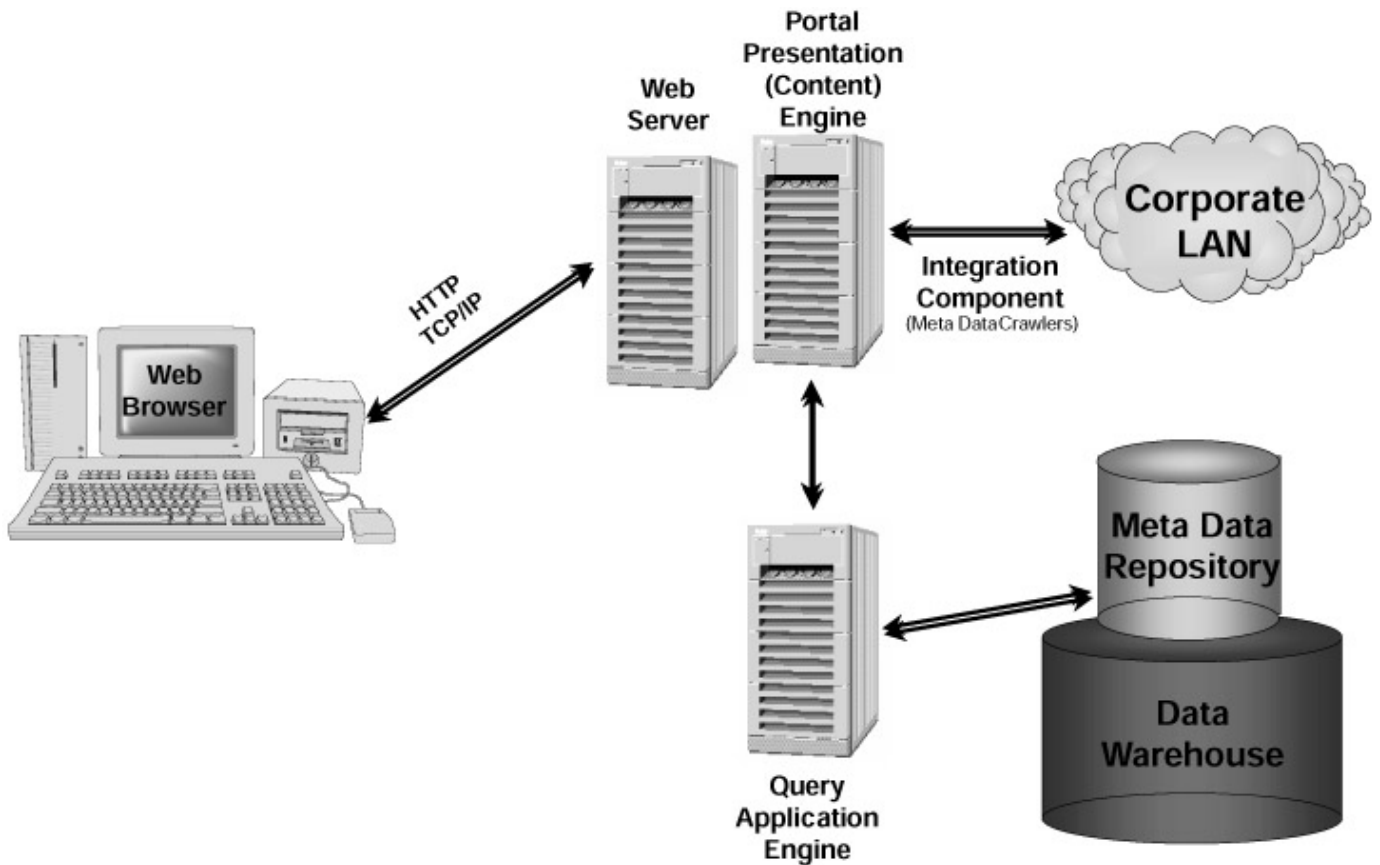 Portal
Presentation
(Content)
Engine
Web
Server
Corporate
LAN
Integration
Component
(Meta DataCrawlers)
HTTP
TCP/IP
Web
Browser
Meta Data
Repository
Data
Warehouse
Query
Application
Engine